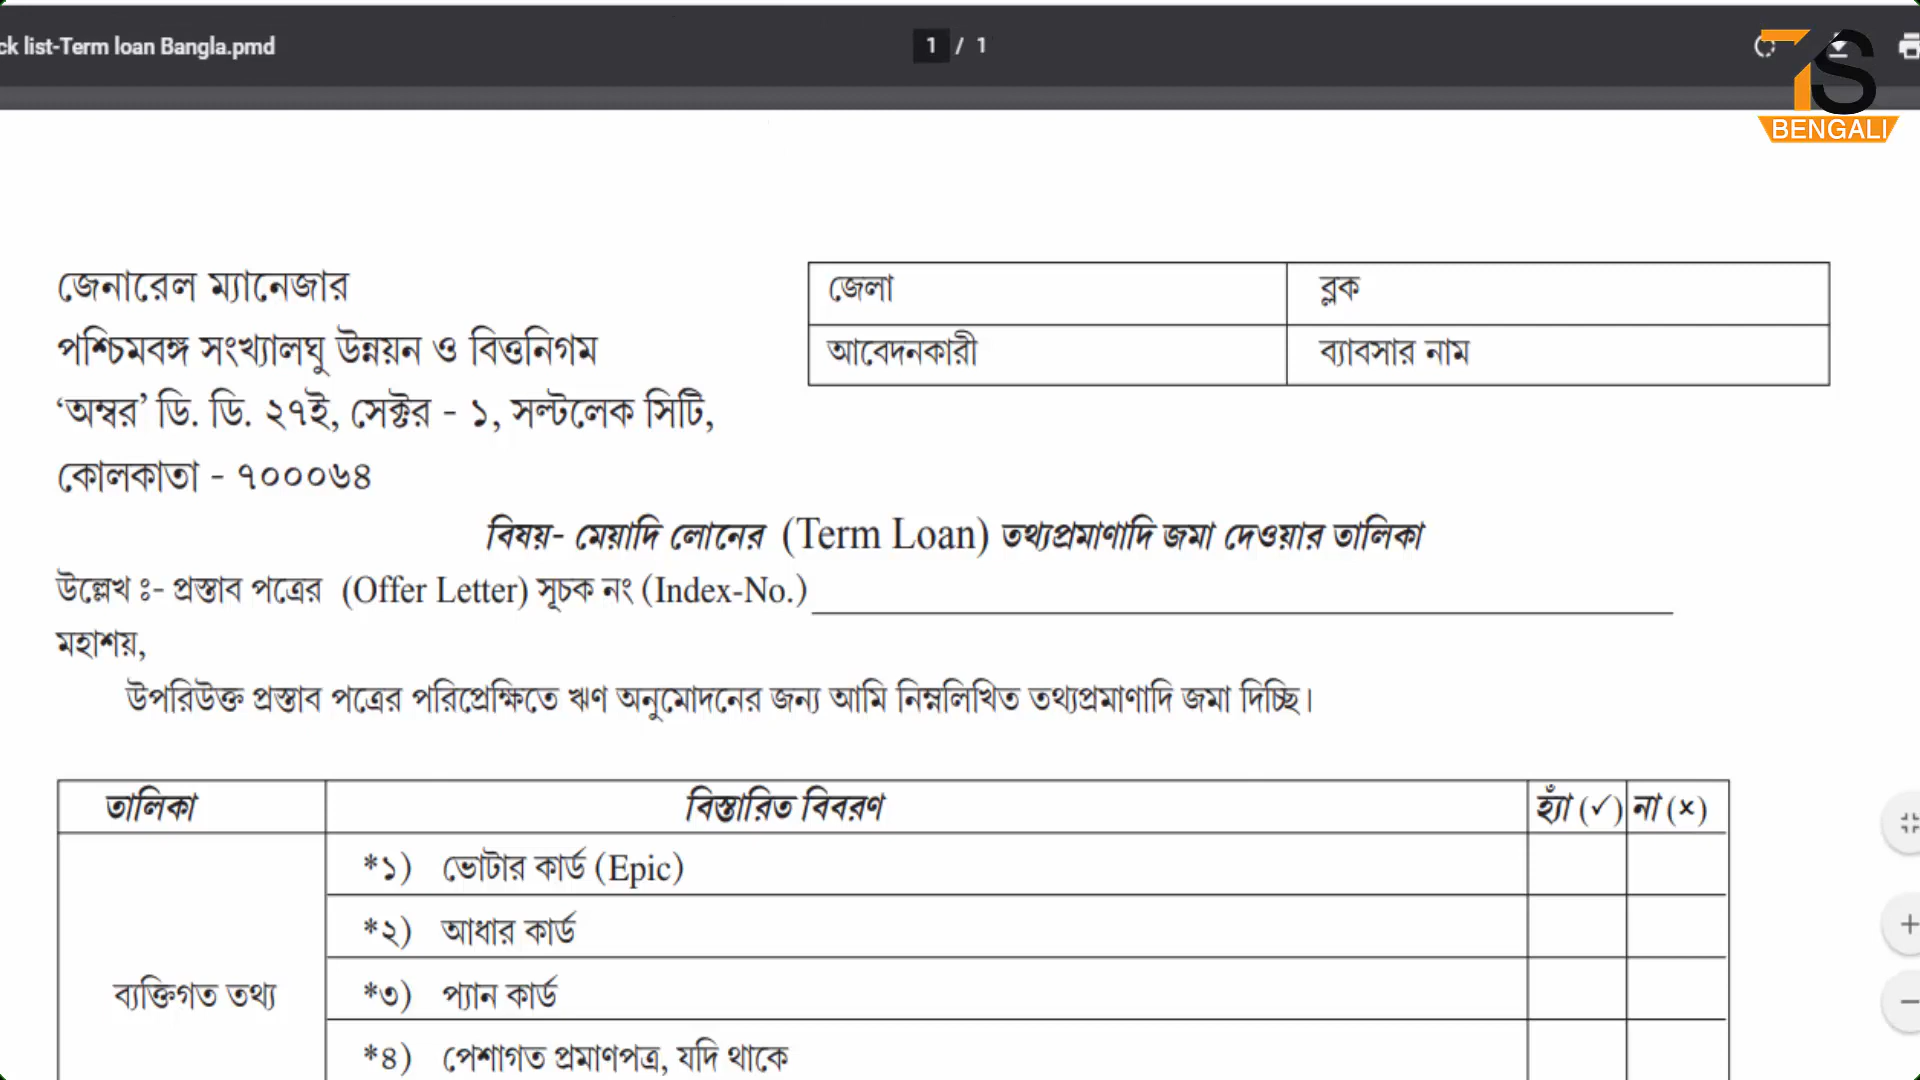 ck list-Term loan Bangla.pmd
1 / 1
TS
BENGALI
জেনারেল ম্যানেজার
পশ্চিমবঙ্গ সংখ্যালঘু উন্নয়ন ও বিত্তনিগম
‘অম্বর’ ডি. ডি. ২৭ই, সেক্টর - ১, সল্টলেক সিটি,
কোলকাতা - ৭০০০৬৪
জেলা ব্লক
আবেদনকারী ব্যাবসার নাম
বিষয়- মেয়াদি লোনের (Term Loan) তথ্যপ্রমাণাদি জমা দেওয়ার তালিকা
উল্লেখ ঃ- প্রস্তাব পত্রের (Offer Letter) সূচক নং (Index-No.)
মহাশয়,
উপরিউক্ত প্রস্তাব পত্রের পরিপ্রেক্ষিতে ঋণ অনুমোদনের জন্য আমি নিম্নলিখিত তথ্যপ্রমাণাদি জমা দিচ্ছি।
তালিকা বিস্তারিত বিবরণ হ্যাঁ (✓) না (×)
*১) ভোটার কার্ড (Epic)
*২) আধার কার্ড
ব্যক্তিগত তথ্য *৩) প্যান কার্ড
*৪) পেশাগত প্রমাণপত্র, যদি থাকে